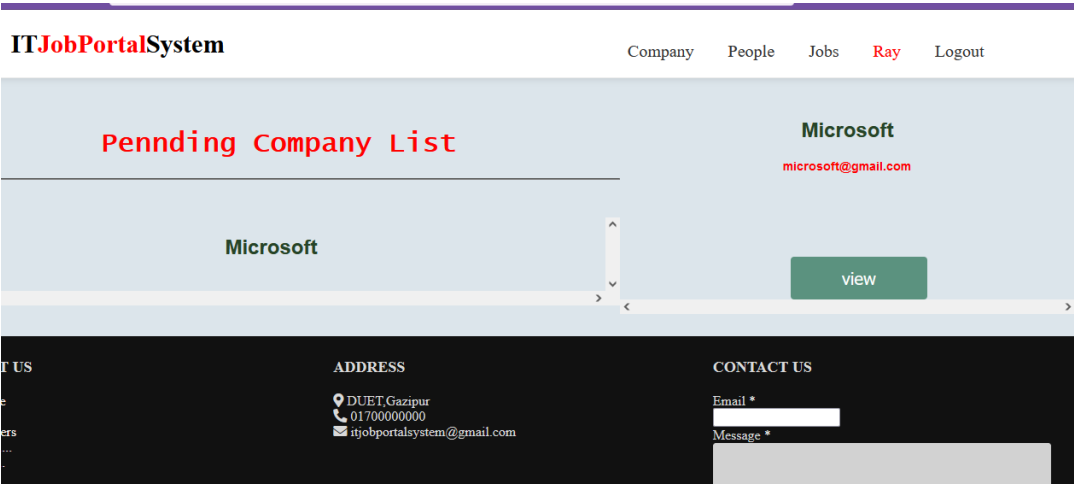 ITJobPortalSystem
Company People Jobs Ray Logout
Pennding Company List
Microsoft
Microsoft
microsoft@gmail.com
view
T US
e
ers
....
.
ADDRESS
DUET,Gazipur
01700000000
itjobportalsystem@gmail.com
CONTACT US
Email *
Message *